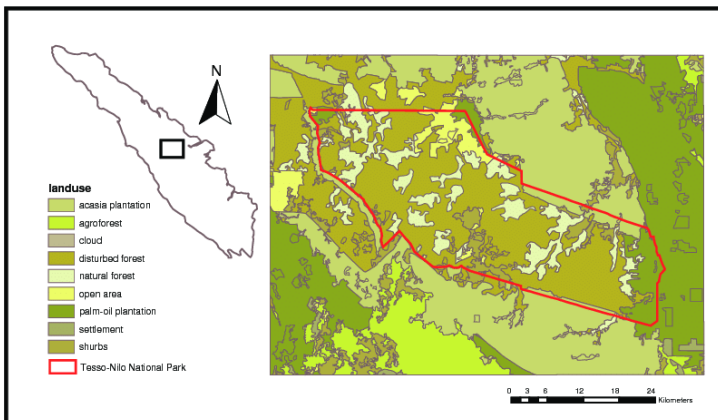 N
landuse
acasia plantation
agroforest
cloud
disturbed forest
natural forest
open area
palm-oil plantation
settlement
shurbs
Tesso-Nilo National Park
0 3 6 12 18 24
Kilometers